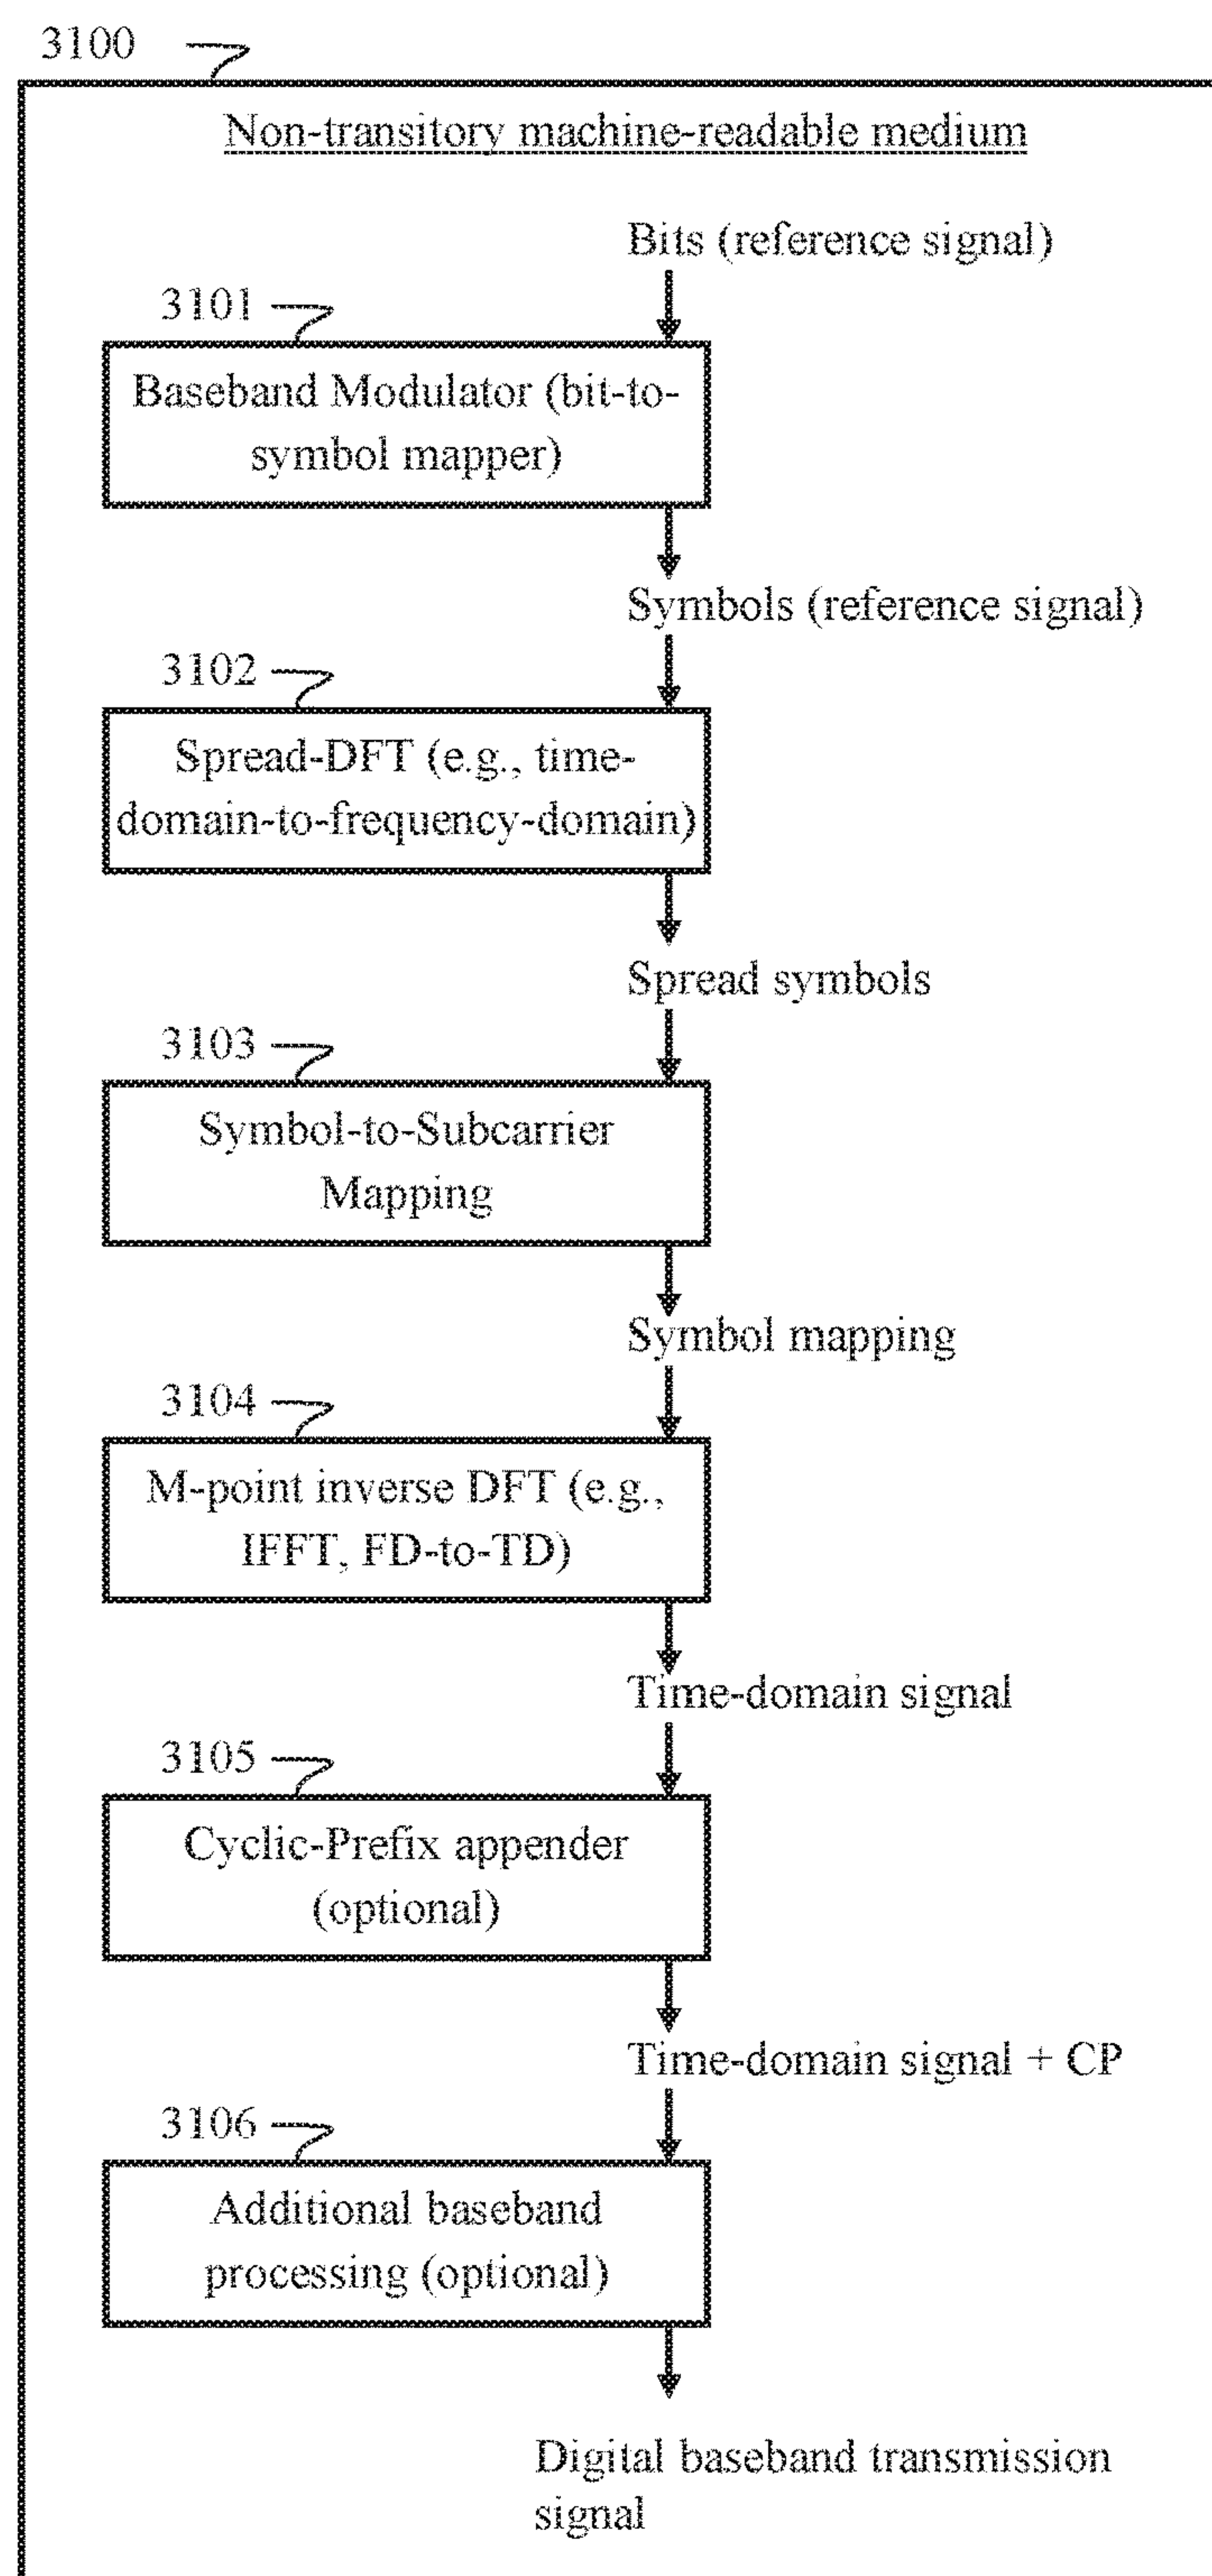 3100
Non-transitory machine-readable medium
Bits (reference signal)
3101
Baseband Modulator (bit-to-
symbol mapper)
Symbols (reference signal)
3102
Spread-DFT (e.g., time-
domain-to-frequency-domain)
Spread symbols
3103
Symbol-to-Subcarrier
Mapping
Symbol mapping
3104
M-point inverse DFT (e.g.,
IFFT, FD-to-TD)
Time-domain signal
3105
Cyclic-Prefix appender
(optional)
Time-domain signal + CP
3106
Additional baseband
processing (optional)
Digital baseband transmission
signal